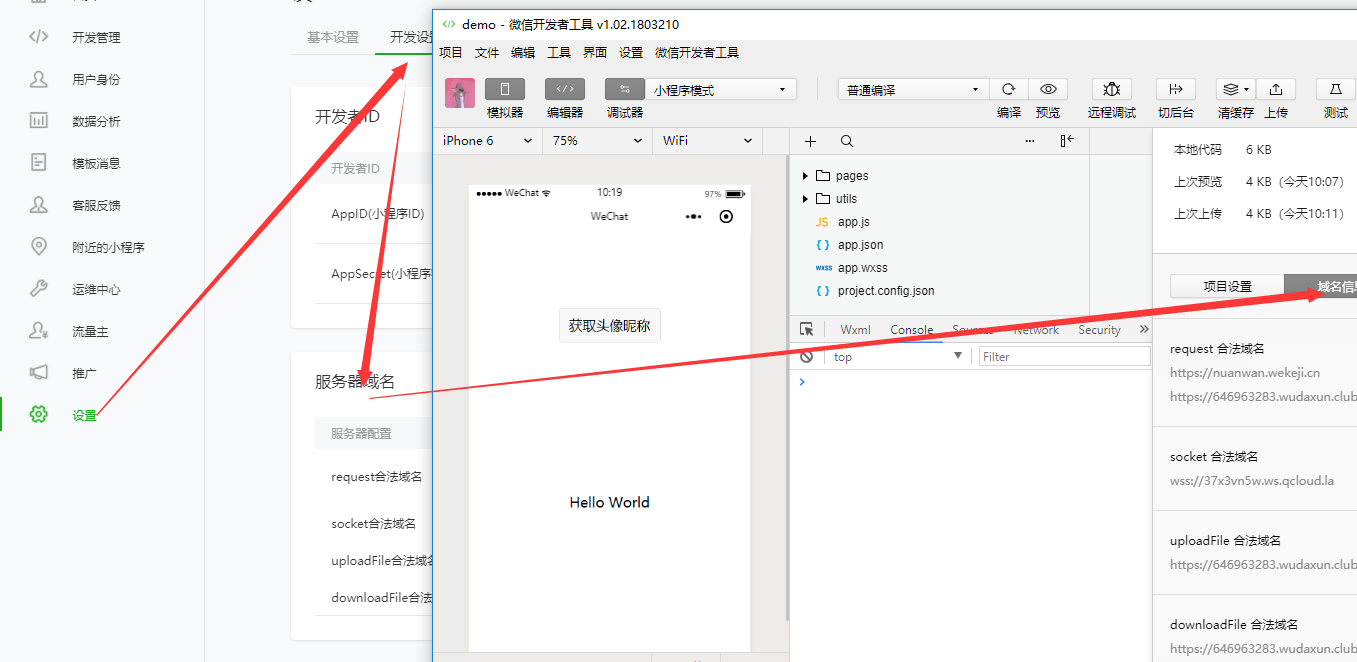 开发管理
用户身份
数据分析
模板消息
客服反馈
附近的小程序
运维中心
流量主
推广
设置
基本设置
开发设
开发者ID
开发者ID
AppID(小程序ID)
AppSecret(小程序
服务器域名
服务器配置
request合法域名
socket合法域名
uploadFile合法域名
downloadFile合法
demo - 微信开发者工具 v1.02.1803210
项目 文件 编辑 工具 界面 设置 微信开发者工具
模拟器
编辑器
调试器
小程序模式
普通编译
编译
预览
远程调试
切后台
清缓存
上传
测试
iPhone 6
75%
WiFi
WeChat
10:19
97%
WeChat
获取头像昵称
Hello World
pages
utils
JS app.js
{ } app.json
wxss app.wxss
{ } project.config.json
Wxml Console Sources Network Security
top
Filter
本地代码 6 KB
上次预览 4 KB（今天10:07）
上次上传 4 KB（今天10:11）
项目设置
域名信息
request 合法域名
https://nuanwan.wekeji.cn
https://646963283.wudaxun.club
socket 合法域名
wss://37x3vn5w.ws.qcloud.la
uploadFile 合法域名
https://646963283.wudaxun.club
downloadFile 合法域名
https://646963283.wudaxun.club